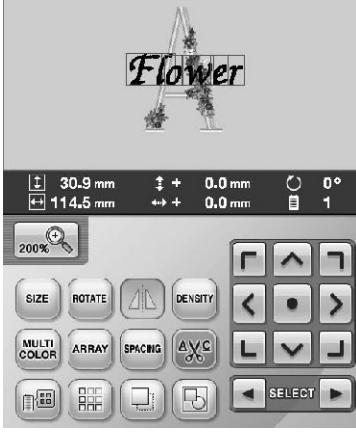 A
Flower
30.9 mm + 0.0 mm 0°
114.5 mm + 0.0 mm 1
200%
SIZE ROTATE DENSITY
MULTI COLOR ARRAY SPACING A C
SELECT